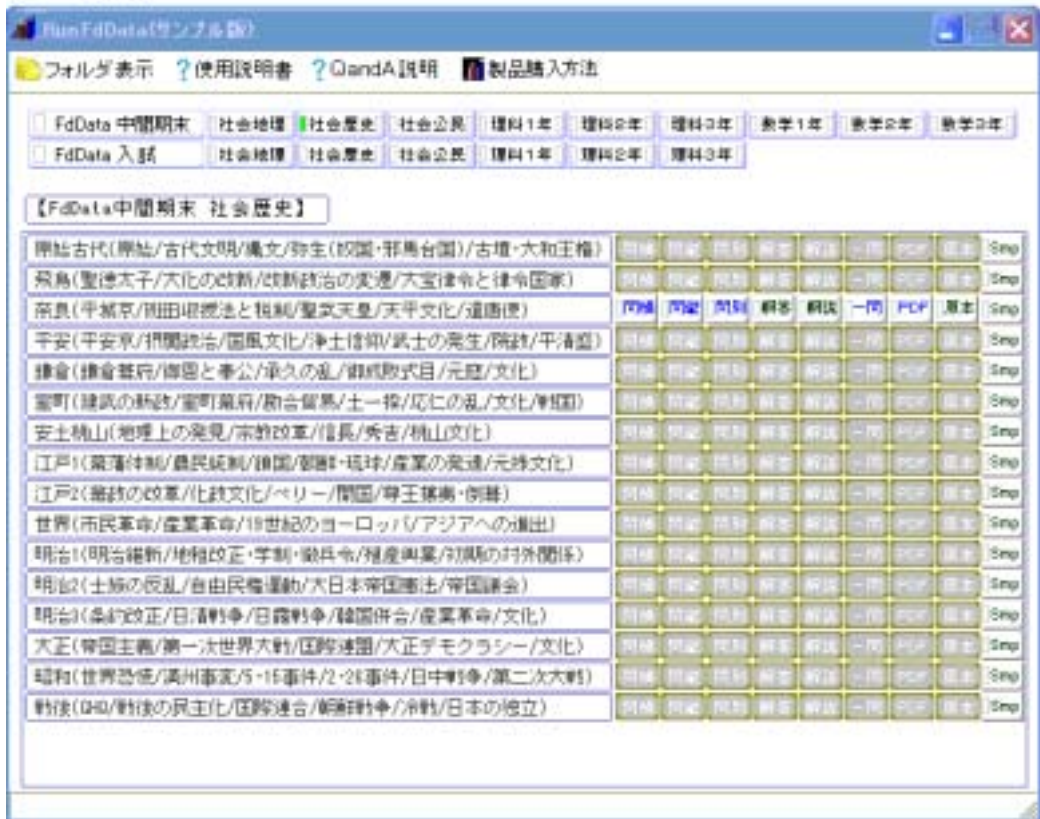 RunFdData(サンプル版)
フォルダ表示 ?使用説明書 ?QandA説明 製品購入方法
FdData 中間期末 社会地理 社会歴史 社会公民 理科1年 理科2年 理科3年 数学1年 数学2年 数学3年
FdData 入試 社会地理 社会歴史 社会公民 理科1年 理科2年 理科3年
【FdData中間期末 社会歴史】
原始古代(原始/古代文明/縄文/弥生(奴国・邪馬台国)/古墳・大和王権) Smp
飛鳥(聖徳太子/大化の改新/改新政治の変遷/大宝律令と律令国家) Smp
奈良(平城京/班田収授法と税制/聖武天皇/天平文化/遣唐使) 問植 問縦 問別 解答 解説 一問 PDF 原本 Smp
平安(平安京/摂関政治/国風文化/浄土信仰/武士の発生/院政/平清盛) Smp
鎌倉(鎌倉幕府/御恩と奉公/承久の乱/御成敗式目/元寇/文化) Smp
室町(建武の新政/室町幕府/勘合貿易/土一揆/応仁の乱/文化/戦国) Smp
安土桃山(地理上の発見/宗教改革/信長/秀吉/桃山文化) Smp
江戸1(幕藩体制/農民統制/鎖国/朝鮮・琉球/産業の発達/元禄文化) Smp
江戸2(幕政の改革/化政文化/ペリー/開国/尊王攘夷・倒幕) Smp
世界(市民革命/産業革命/19世紀のヨーロッパ/アジアへの進出) Smp
明治1(明治維新/地租改正・学制・徴兵令/殖産興業/初期の対外関係) Smp
明治2(士族の反乱/自由民権運動/大日本帝国憲法/帝国議会) Smp
明治3(条約改正/日清戦争/日露戦争/韓国併合/産業革命/文化) Smp
大正(帝国主義/第一次世界大戦/国際連盟/大正デモクラシー/文化) Smp
昭和(世界恐慌/満州事変/5・15事件/2・26事件/日中戦争/第二次大戦) Smp
戦後(GHQ/戦後の民主化/国際連合/朝鮮戦争/冷戦/日本の独立) Smp